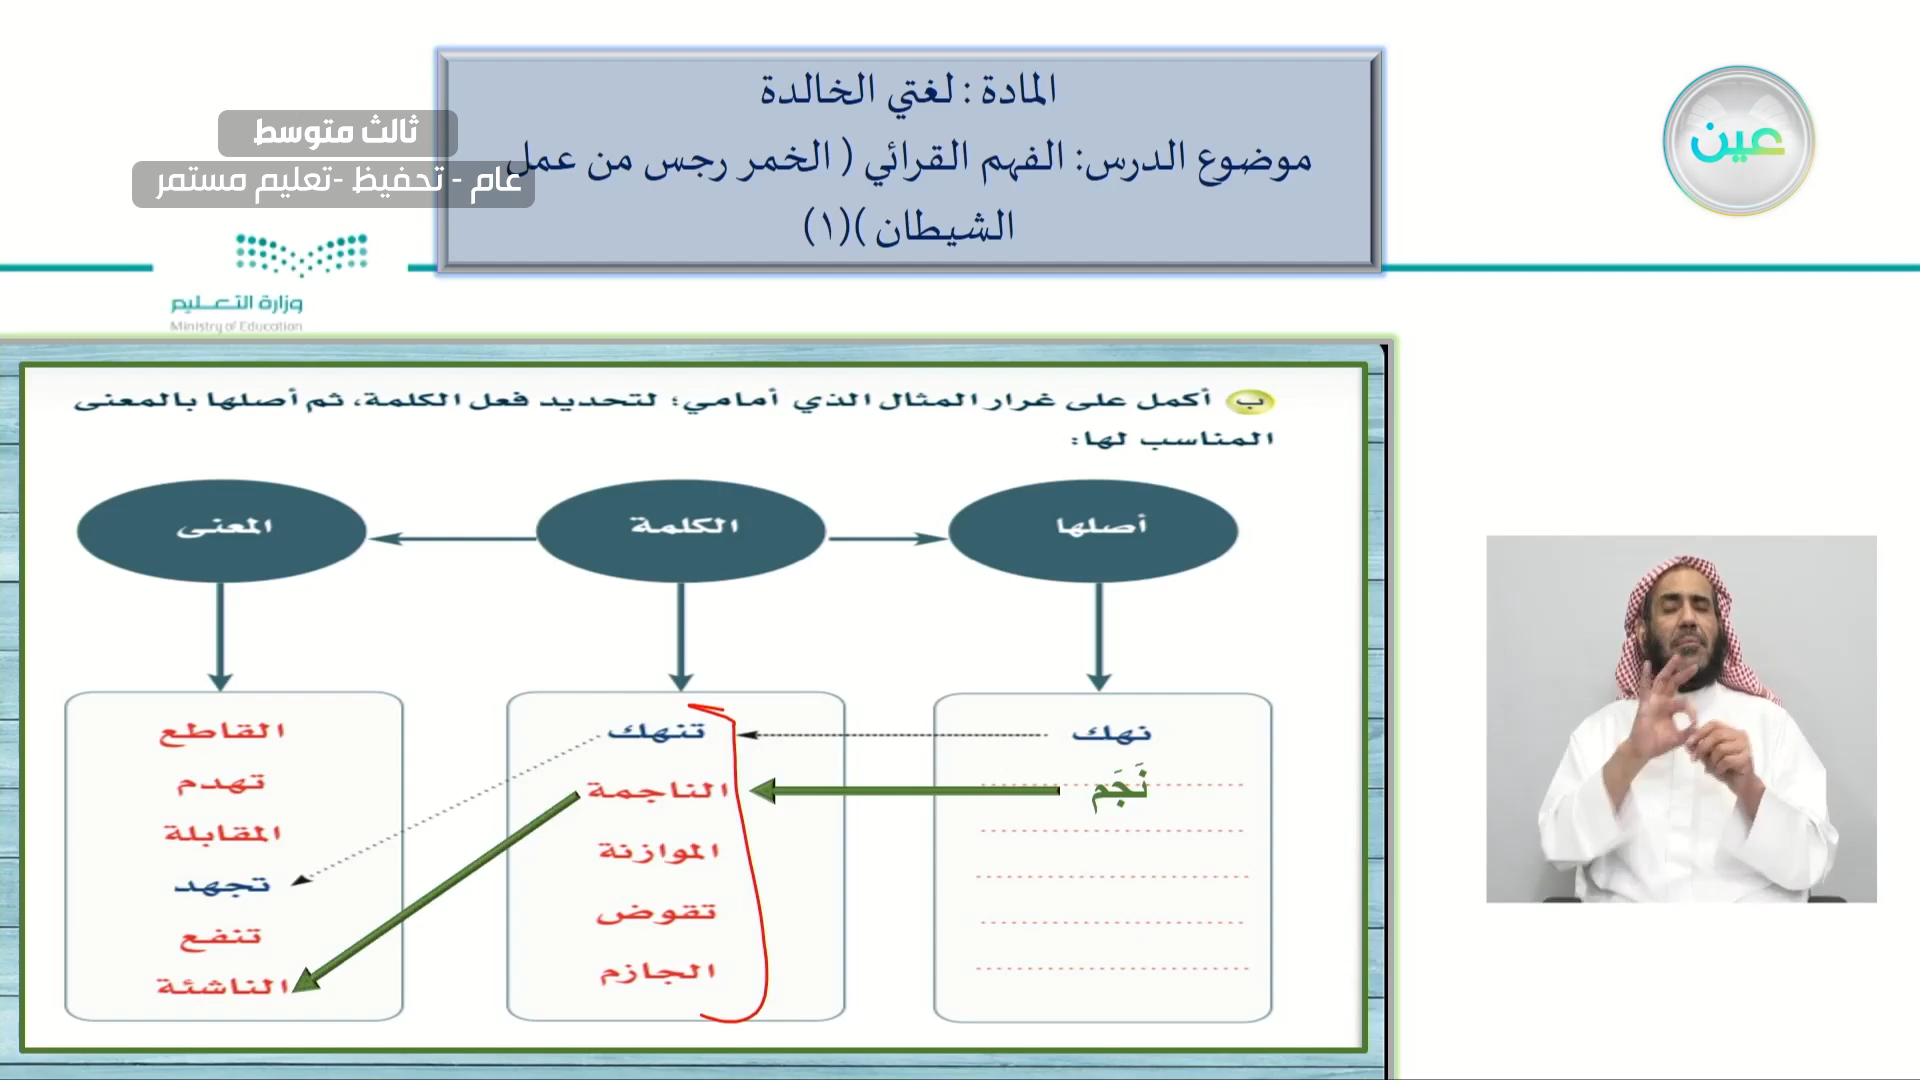 المادة : لغتي الخالدة
موضوع الدرس: الفهم القرائي ( الخمر رجس من عمل
الشيطان )(١)
عين
ثالث متوسط
عام - تحفيظ -تعليم مستمر
وزارة التعليم
Ministry of Education
ب أكمل على غرار المثال الذي أمامي؛ لتحديد فعل الكلمة، ثم أصلها بالمعنى
المناسب لها:
أصلها
الكلمة
المعنى
نهك
نَجَم
تنهك
الناجمة
الموازنة
تقوض
الجازم
القاطع
تهدم
المقابلة
تجهد
تنفع
الناشئة